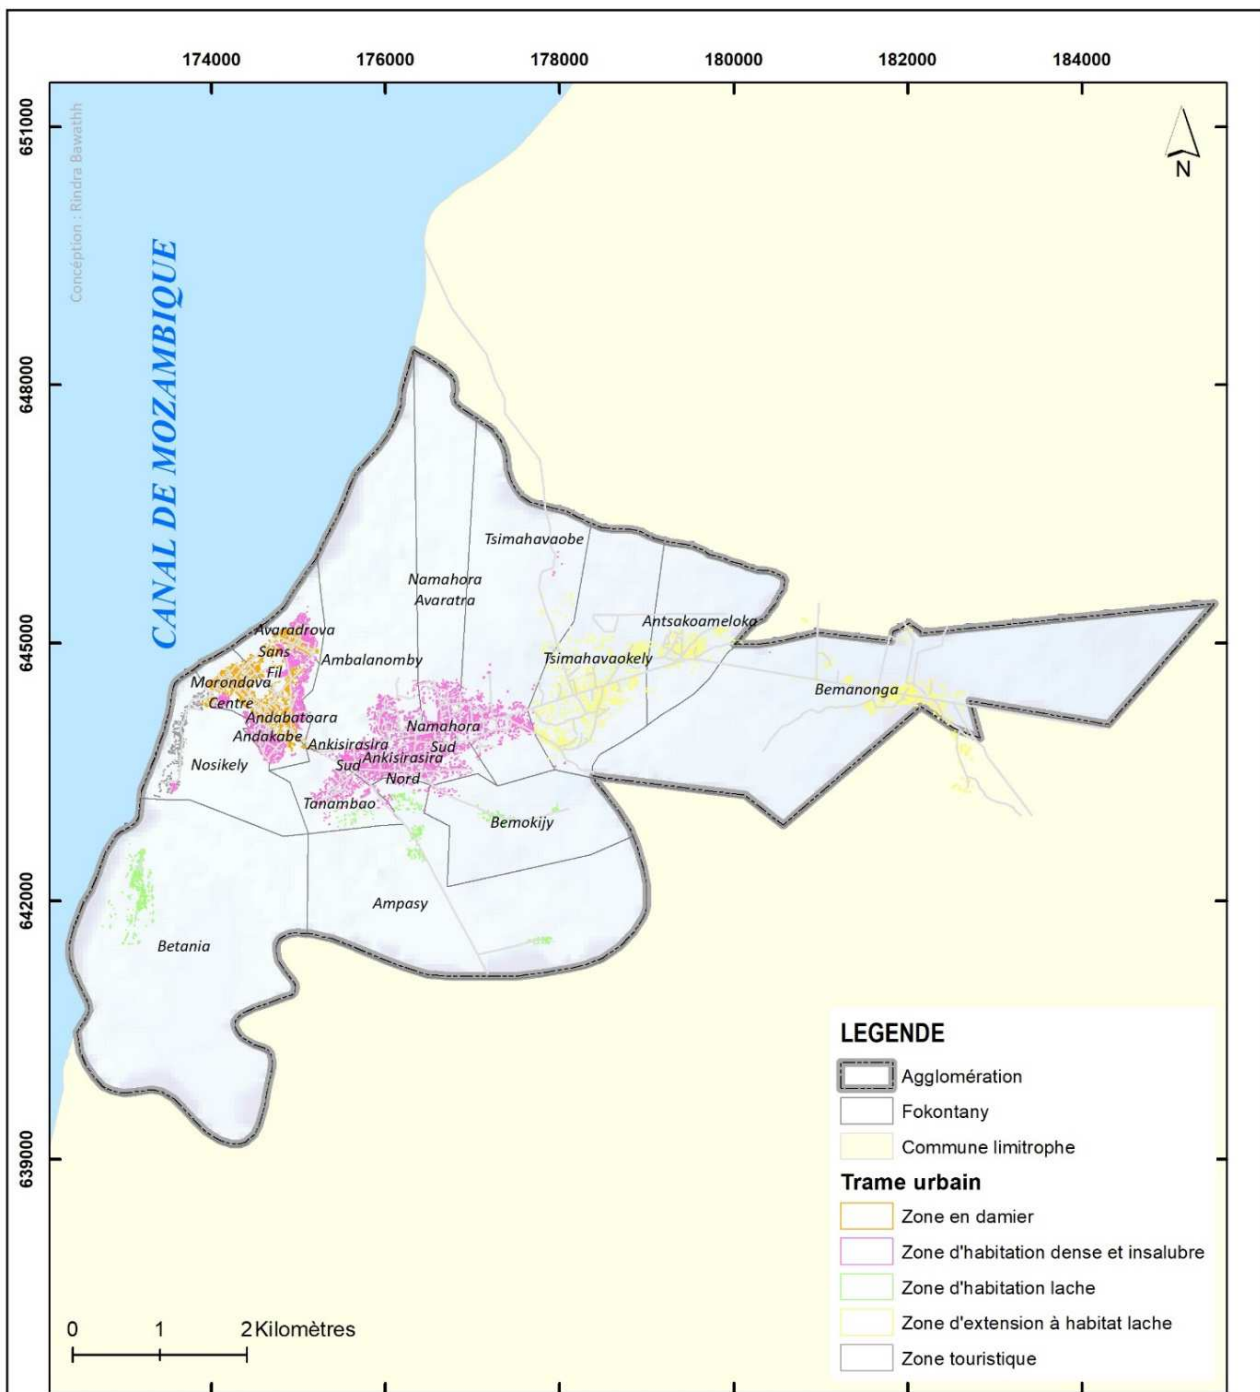 174000 176000 178000 180000 182000 184000
651000
648000
645000
642000
639000
Concéption : Rindra Bawathh
N
CANAL DE MOZAMBIQUE
Tsimahavaobe
Namahora
Avaratra
Antsakoameloka
Avaradrova
Sans
Fil
Ambalanomby
Tsimahavaokely
Morondava
Centre
Bemanonga
Andabatoara
Namahora
Sud
Andakabe
Ankisirasira
Sud
Ankisirasira
Nord
Nosikely
Tanambao
Bemokijy
Ampasy
Betania
LEGENDE
Agglomération
Fokontany
Commune limitrophe
Trame urbain
Zone en damier
Zone d'habitation dense et insalubre
Zone d'habitation lache
Zone d'extension à habitat lache
Zone touristique
0 1 2 Kilomètres